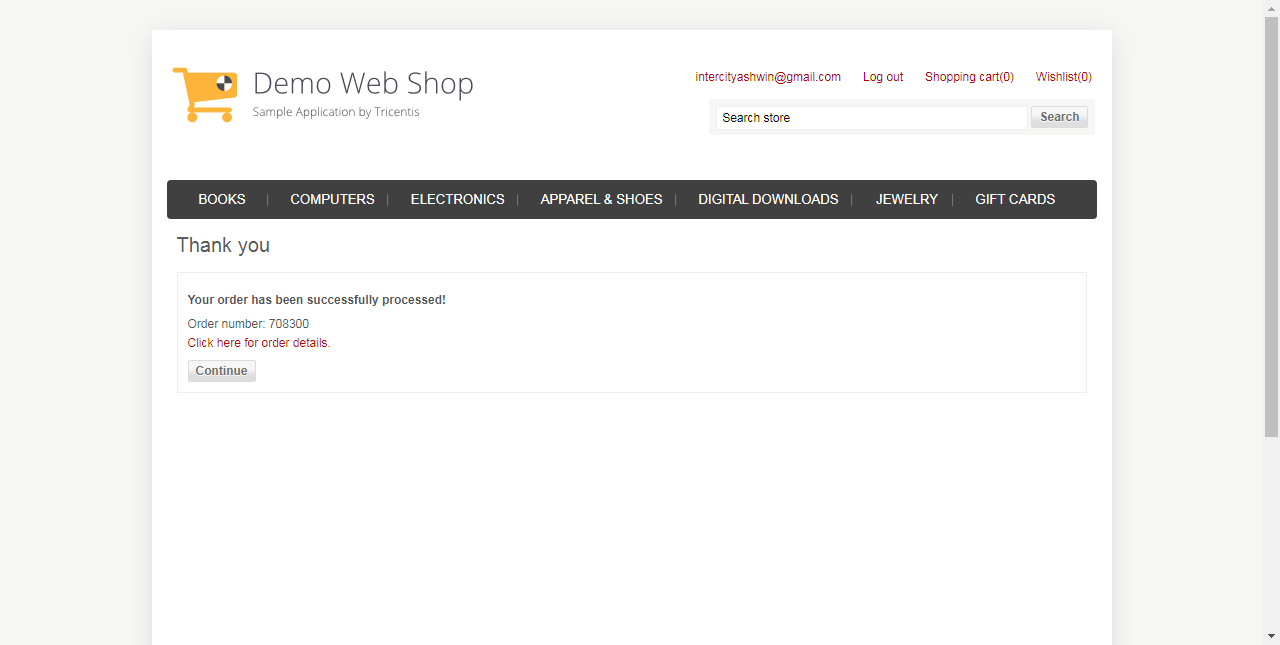 Demo Web Shop
Sample Application by Tricentis
intercityashwin@gmail.com Log out Shopping cart(0) Wishlist(0)
Search store Search
BOOKS COMPUTERS ELECTRONICS APPAREL & SHOES DIGITAL DOWNLOADS JEWELRY GIFT CARDS
Thank you
Your order has been successfully processed!
Order number: 708300
Click here for order details.
Continue